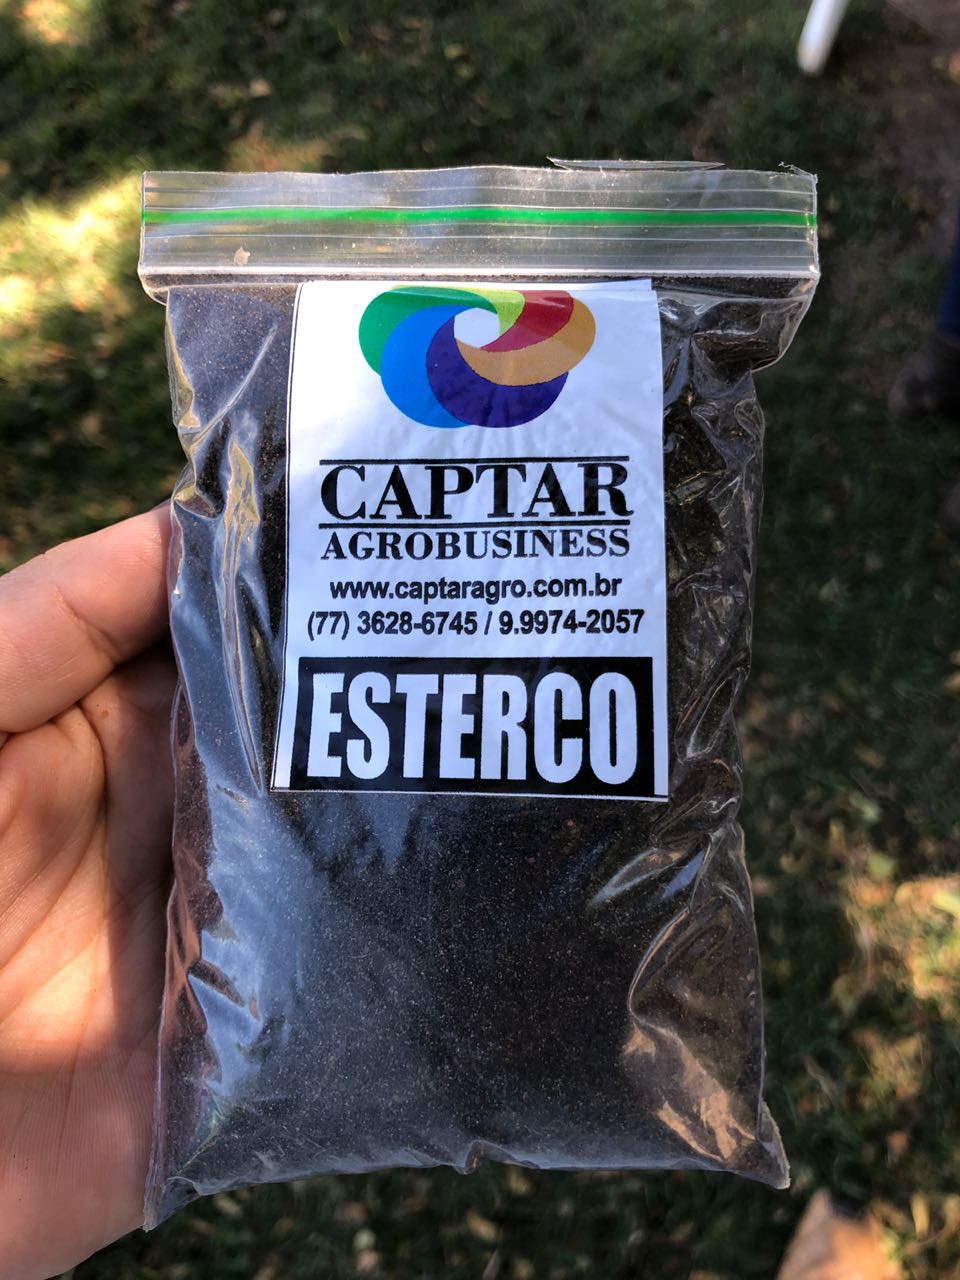 CAPTAR
AGROBUSINESS
www.captaragro.com.br
(77) 3628-6745 / 9.9974-2057
ESTERCO